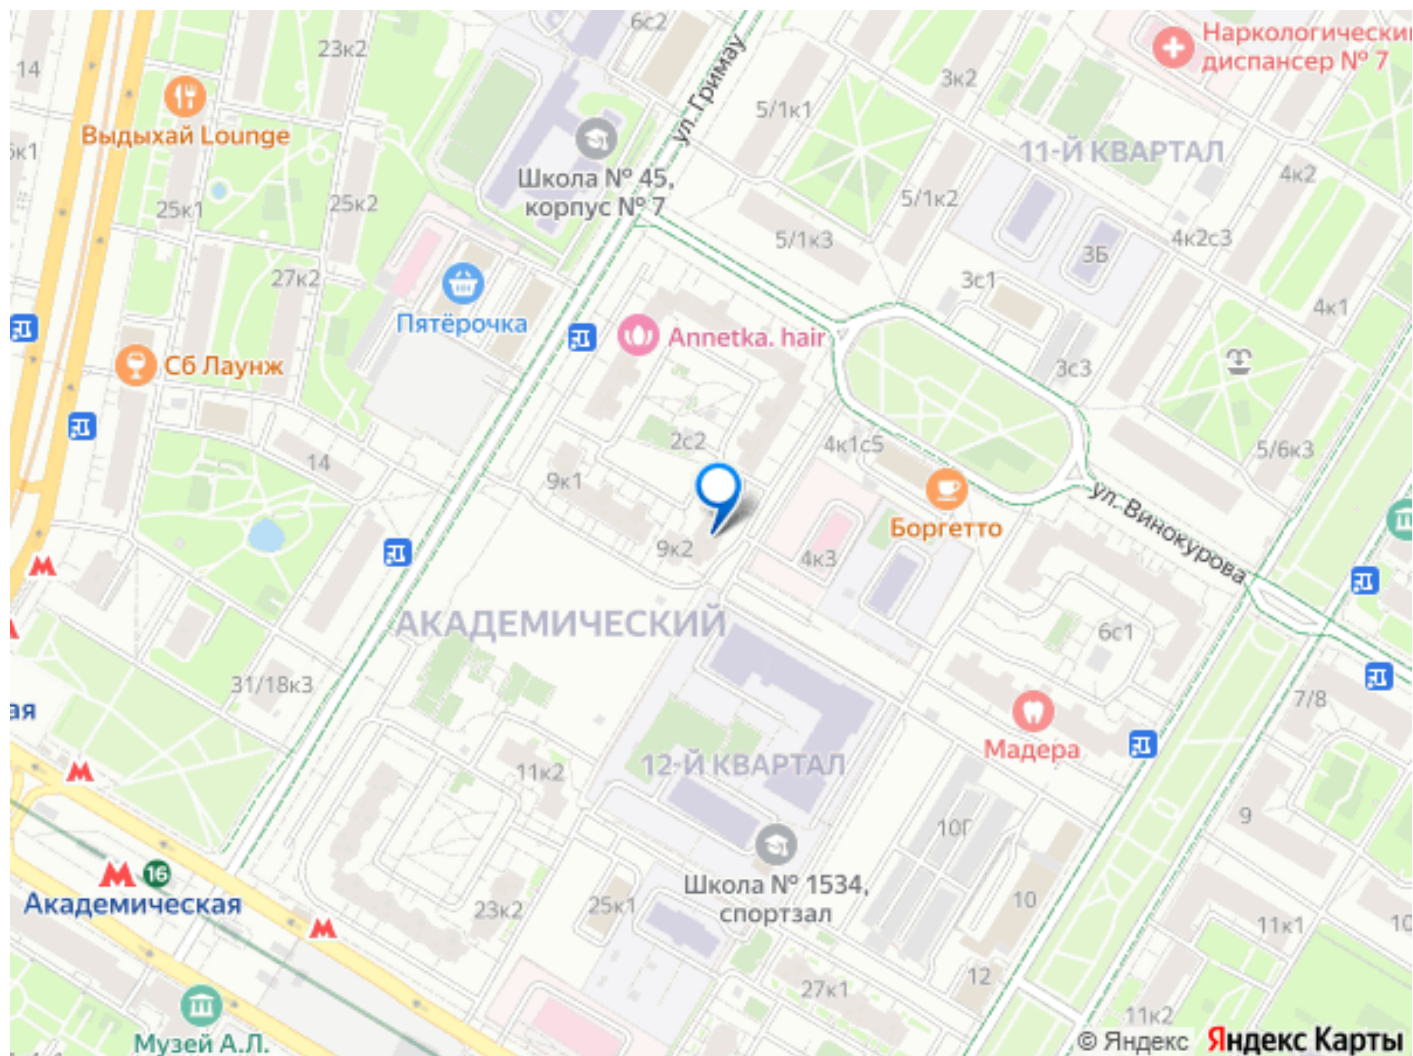 6с2
Наркологический
диспансер № 7
14
23к2
ул. Гримау
3к2
5/1к1
Выдыхай Lounge
11-Й КВАРТАЛ
к1
Школа № 45,
корпус № 7
4к2
25к1
25к2
5/1к2
5/1к3
4к2с3
3Б
27к2
3с1
4к1
Пятёрочка
Annetka. hair
Сб Лаунж
3с3
2с2
4к1с5
5/6к3
14
9к1
ул. Винокурова
Боргетто
9к2
4к3
АКАДЕМИЧЕСКИЙ
6с1
31/18к3
7/8
ая
Мадера
12-Й КВАРТАЛ
11к2
9
10Г
16
Школа № 1534,
спортзал
Академическая
23к2
25к1
10
11к1
10
12
27к1
11к2
Музей А.Л.
© Яндекс Яндекс Карты